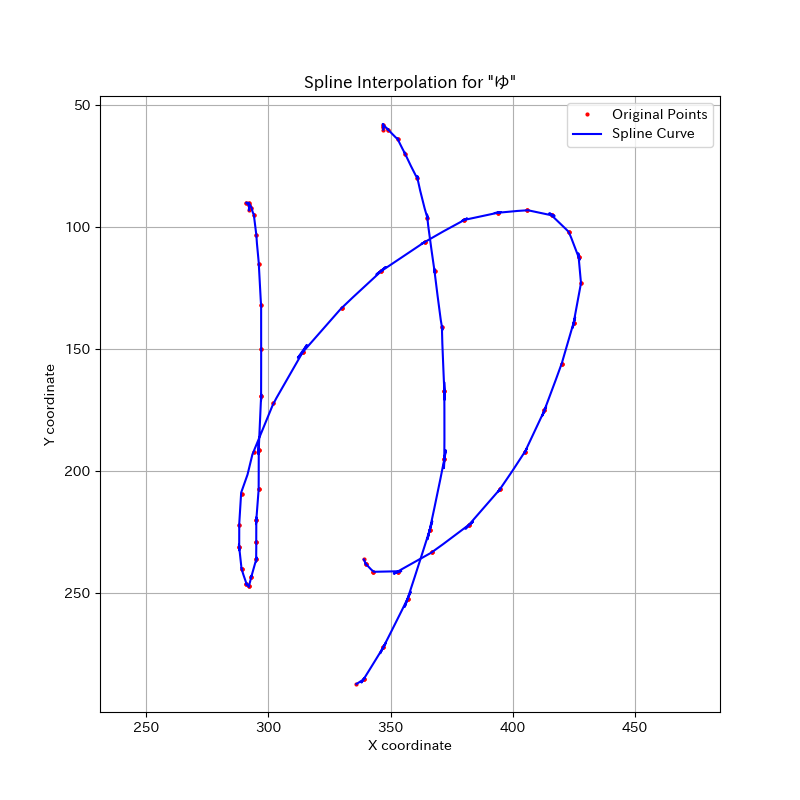 Spline Interpolation for "ゆ"
Original Points
Spline Curve
50
100
150
200
250
Y coordinate
250
300
350
400
450
X coordinate
ゆ